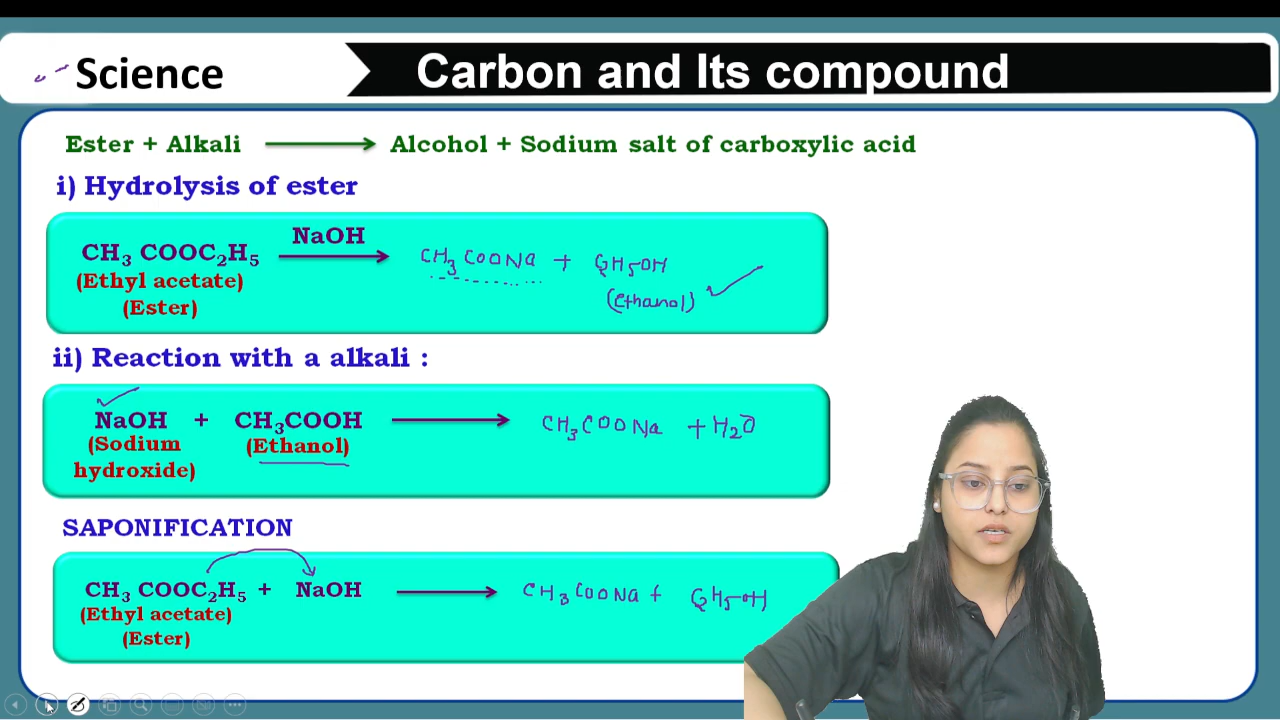 Science
Carbon and Its compound
Ester + Alkali ⟶ Alcohol + Sodium salt of carboxylic acid
i) Hydrolysis of ester
NaOH
CH₃ COOC₂H₅ ⟶ CH₃COONa + C₂H₅OH
(Ethyl acetate)
(Ester)
(Ethanol)
ii) Reaction with a alkali :
NaOH + CH₃COOH ⟶ CH₃COONa + H₂O
(Sodium hydroxide)
(Ethanol)
SAPONIFICATION
CH₃ COOC₂H₅ + NaOH ⟶ CH₃COONa + C₂H₅OH
(Ethyl acetate)
(Ester)